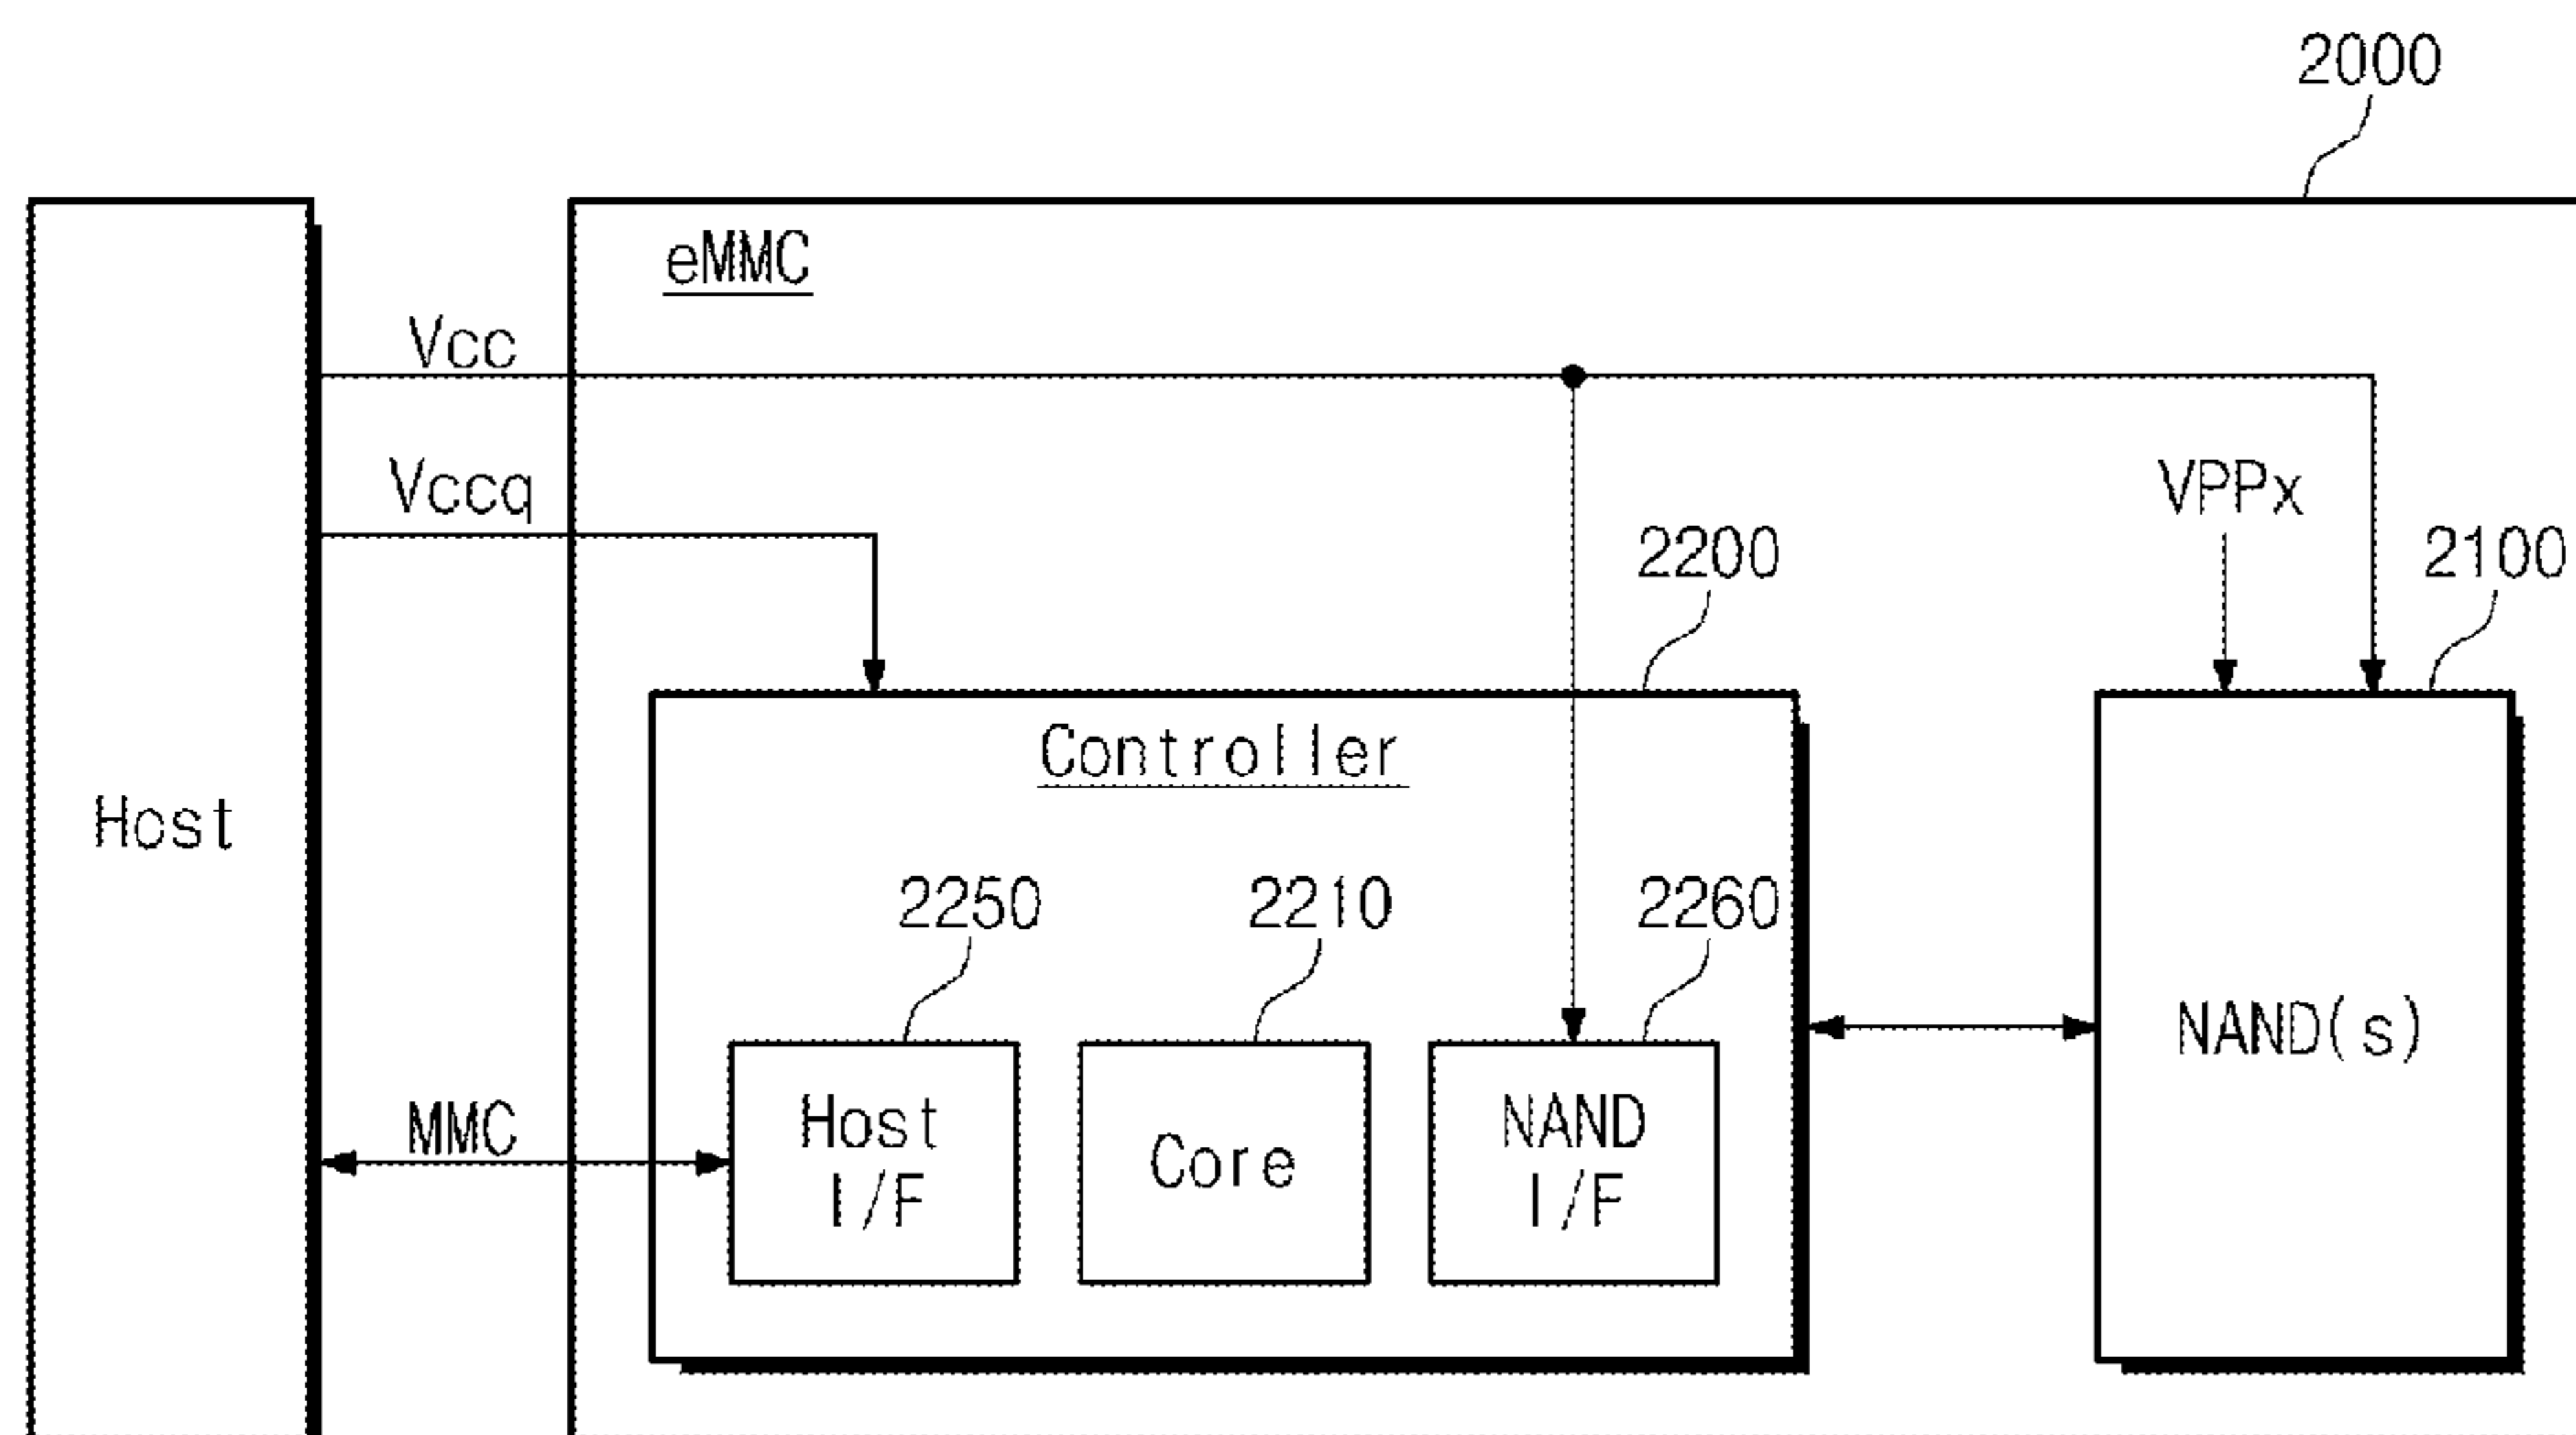 2000
eMMC
Vcc
Vccq
VPPx
2200
2100
Controller
Host
2250
2210
2260
NAND(s)
MMC
Host
I/F
Core
NAND
I/F